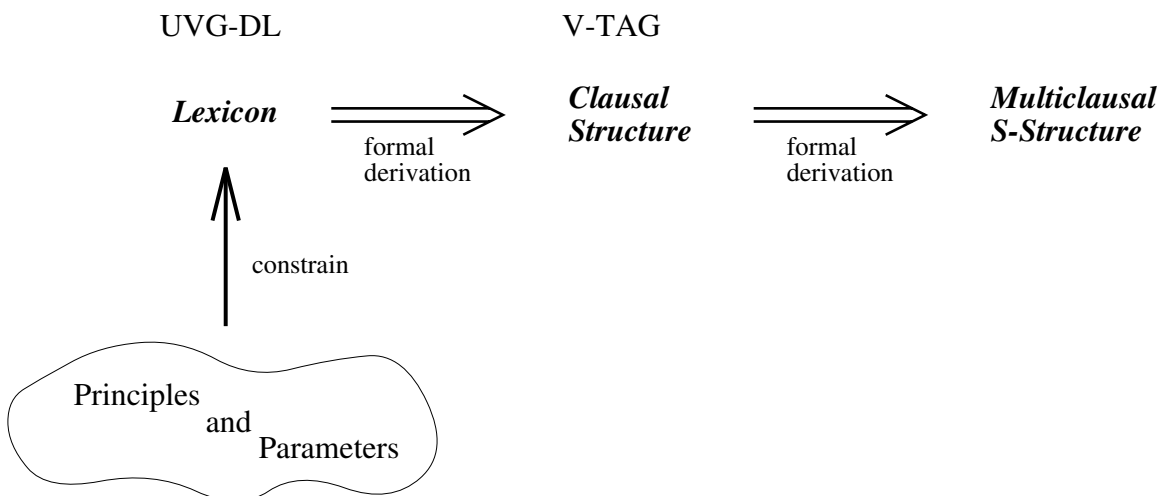 UVG-DL
V-TAG
Lexicon
formal
derivation
Clausal
Structure
formal
derivation
Multiclausal
S-Structure
constrain
Principles
and
Parameters